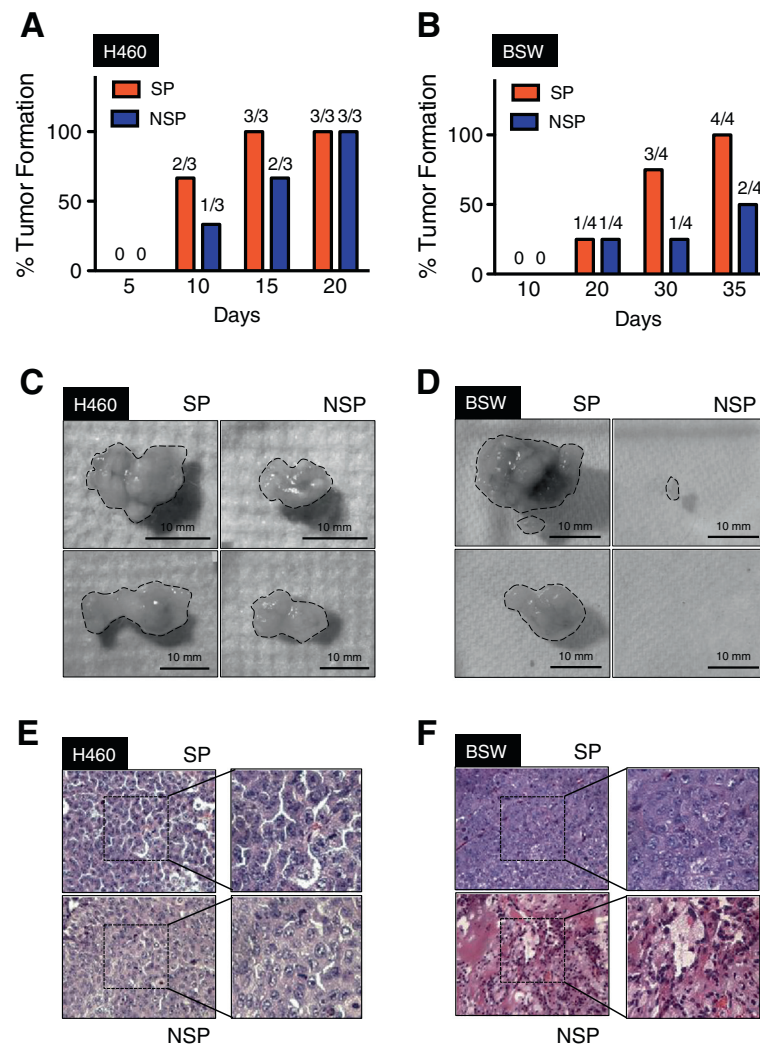 A
H460
SP
NSP
% Tumor Formation
100
50
0
0 0
2/3
1/3
3/3
2/3
3/3 3/3
5 10 15 20
Days
B
BSW
SP
NSP
% Tumor Formation
100
50
0
0 0
1/4 1/4
3/4
1/4
4/4
2/4
10 20 30 35
Days
C
H460
SP NSP
10 mm
10 mm
10 mm
10 mm
D
BSW
SP NSP
10 mm
10 mm
10 mm
10 mm
E
H460
SP
NSP
F
BSW
SP
NSP